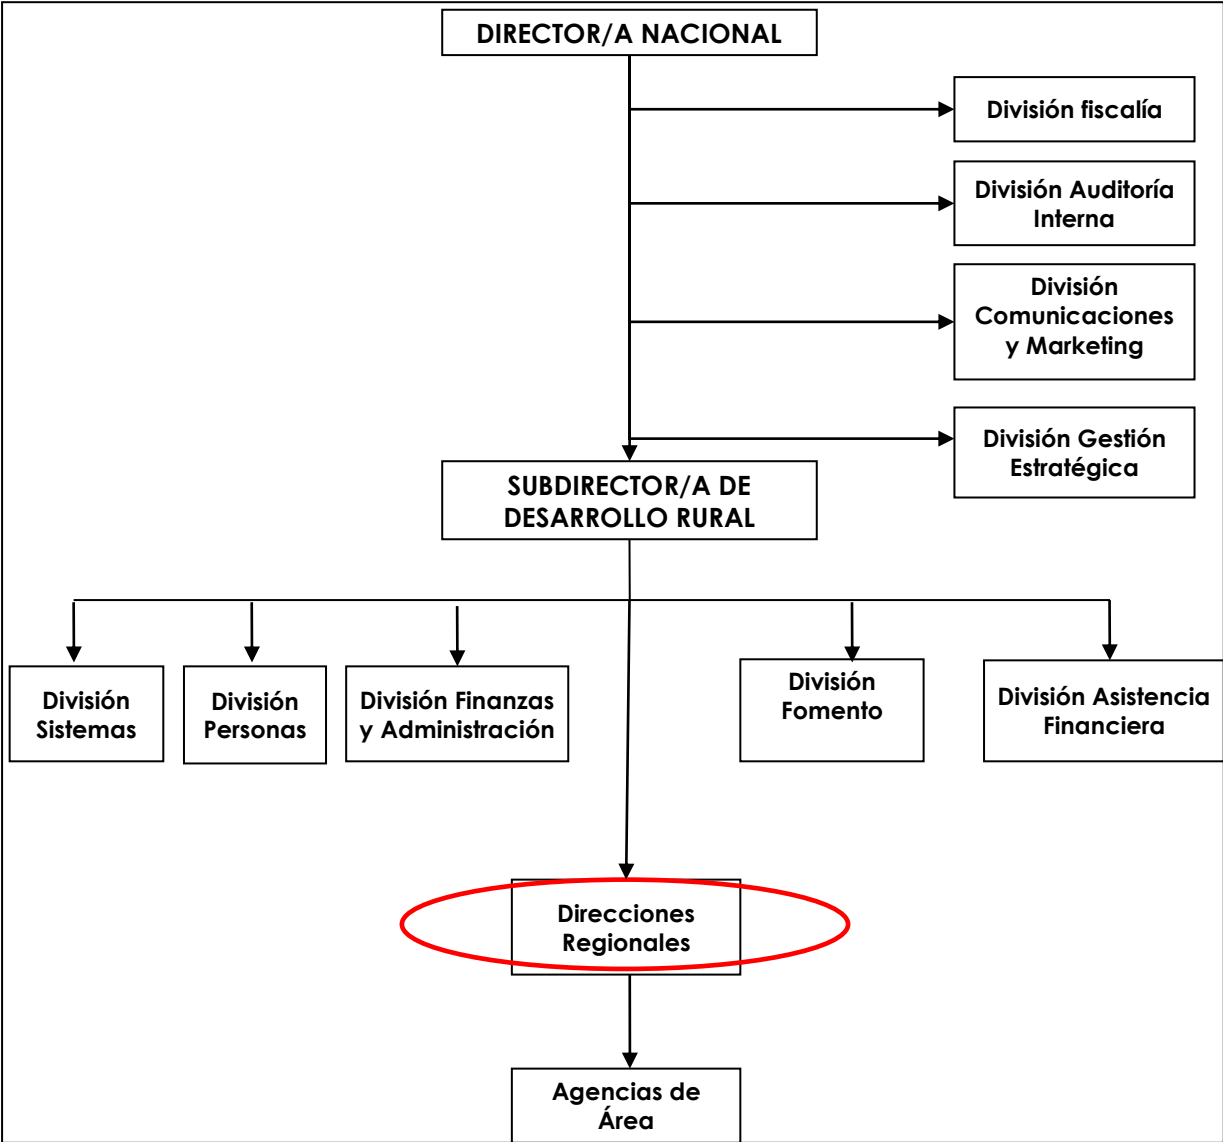 DIRECTOR/A NACIONAL
División fiscalía
División Auditoría
Interna
División
Comunicaciones
y Marketing
División Gestión
Estratégica
SUBDIRECTOR/A DE
DESARROLLO RURAL
División
Sistemas
División
Personas
División Finanzas
y Administración
División
Fomento
División Asistencia
Financiera
Direcciones
Regionales
Agencias de
Área